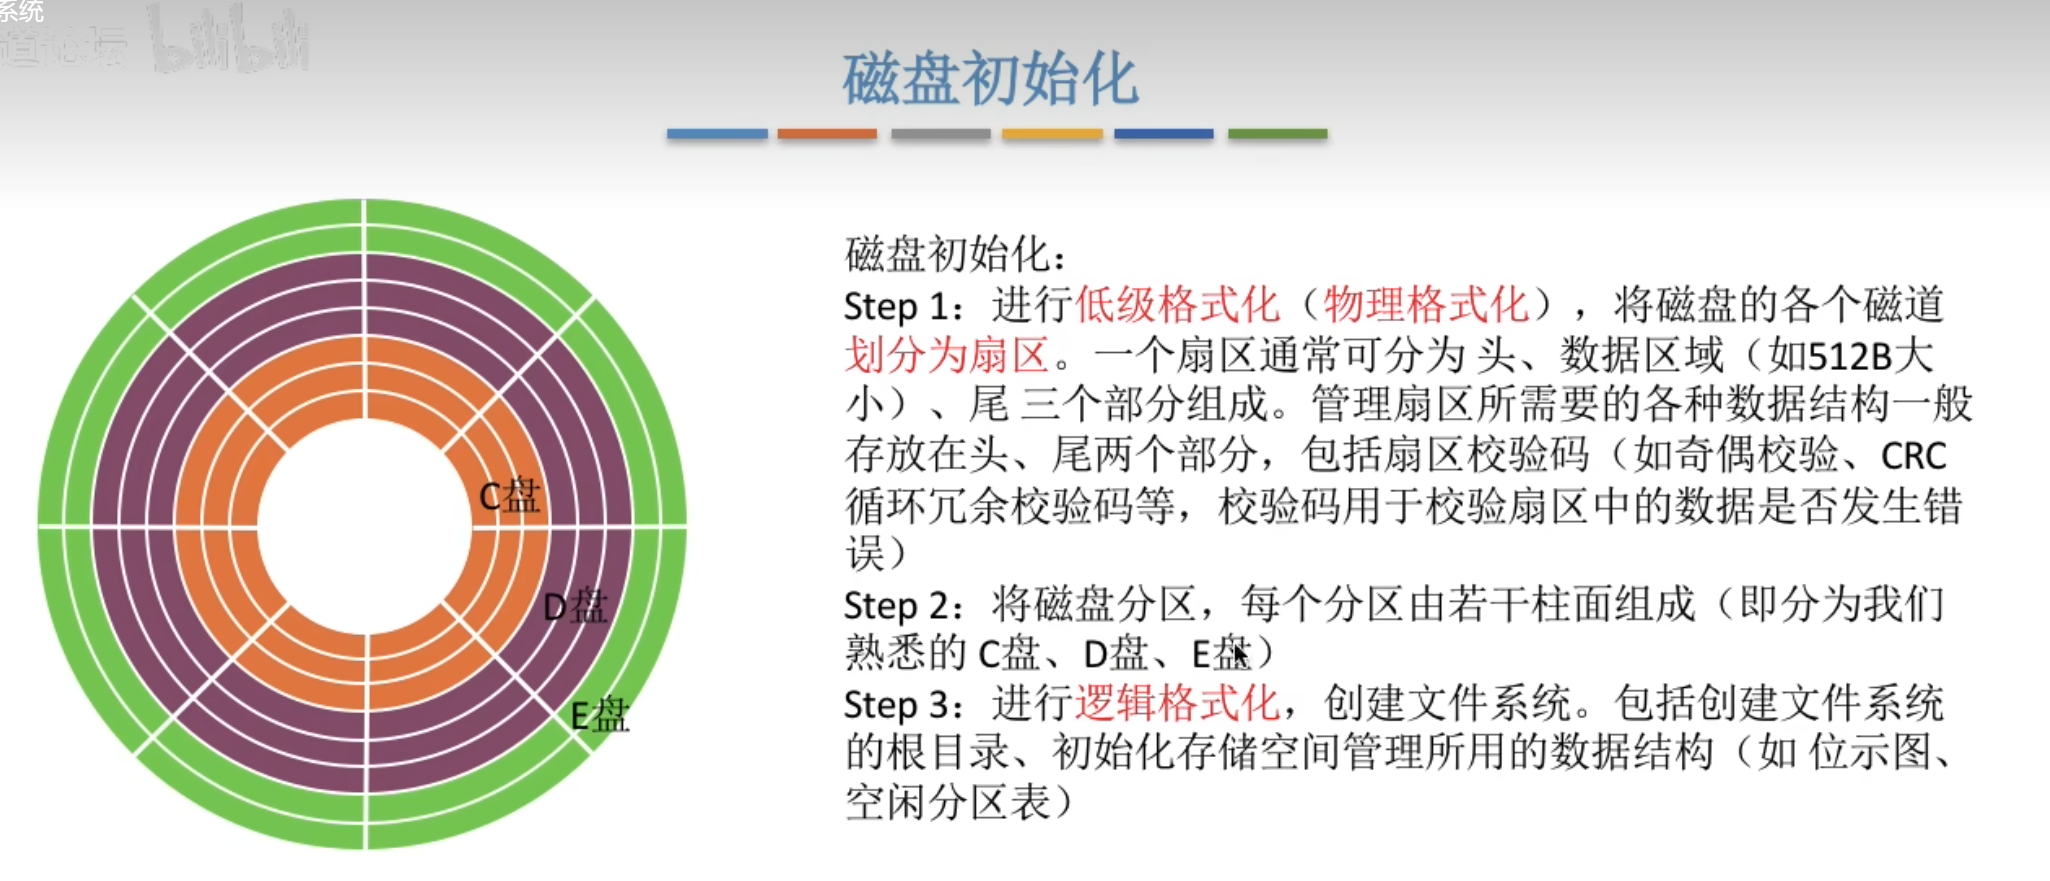 系统
道论坛 bilibili
磁盘初始化
磁盘初始化：
Step 1：进行低级格式化（物理格式化），将磁盘的各个磁道
划分为扇区。一个扇区通常可分为 头、数据区域（如512B大
小）、尾 三个部分组成。管理扇区所需要的各种数据结构一般
存放在头、尾两个部分，包括扇区校验码（如奇偶校验、CRC
循环冗余校验码等，校验码用于校验扇区中的数据是否发生错
误）
Step 2：将磁盘分区，每个分区由若干柱面组成（即分为我们
熟悉的 C盘、D盘、E盘）
Step 3：进行逻辑格式化，创建文件系统。包括创建文件系统
的根目录、初始化存储空间管理所用的数据结构（如 位示图、
空闲分区表）
C盘
D盘
E盘